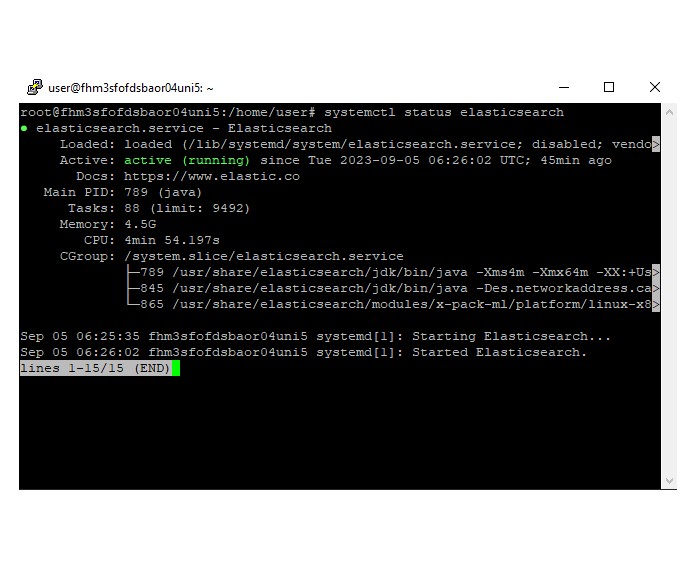 user@fhm3sfofdsbaor04uni5: ~
root@fhm3sfofdsbaor04uni5:/home/user# systemctl status elasticsearch
● elasticsearch.service - Elasticsearch
Loaded: loaded (/lib/systemd/system/elasticsearch.service; disabled; vendo>
Active: active (running) since Tue 2023-09-05 06:26:02 UTC; 45min ago
Docs: https://www.elastic.co
Main PID: 789 (java)
Tasks: 88 (limit: 9492)
Memory: 4.5G
CPU: 4min 54.197s
CGroup: /system.slice/elasticsearch.service
├─789 /usr/share/elasticsearch/jdk/bin/java -Xms4m -Xmx64m -XX:+Us>
├─845 /usr/share/elasticsearch/jdk/bin/java -Des.networkaddress.ca>
└─865 /usr/share/elasticsearch/modules/x-pack-ml/platform/linux-x8>
Sep 05 06:25:35 fhm3sfofdsbaor04uni5 systemd[1]: Starting Elasticsearch...
Sep 05 06:26:02 fhm3sfofdsbaor04uni5 systemd[1]: Started Elasticsearch.
lines 1-15/15 (END)